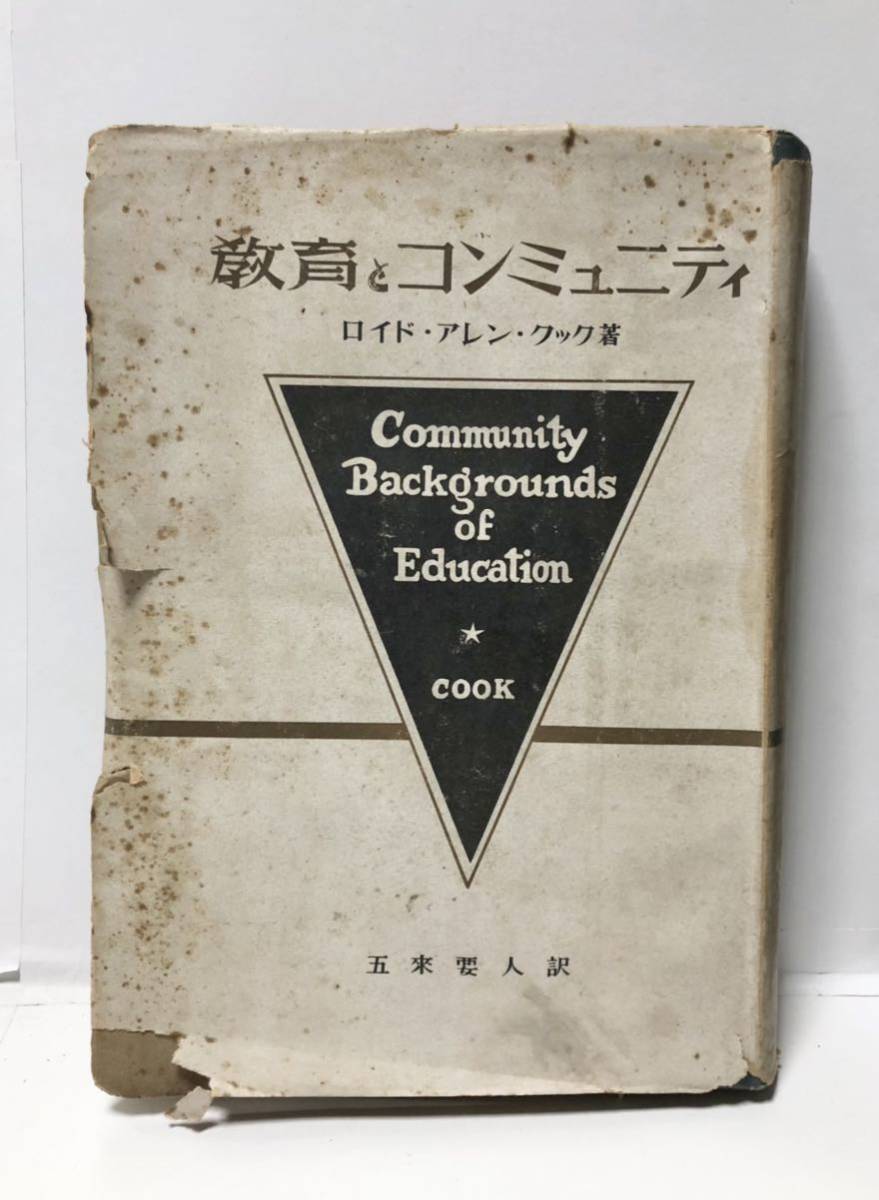 教育とコンミュニティ
ロイド・アレン・クック著
Community
Backgrounds
of
Education
★
COOK
五來要人訳